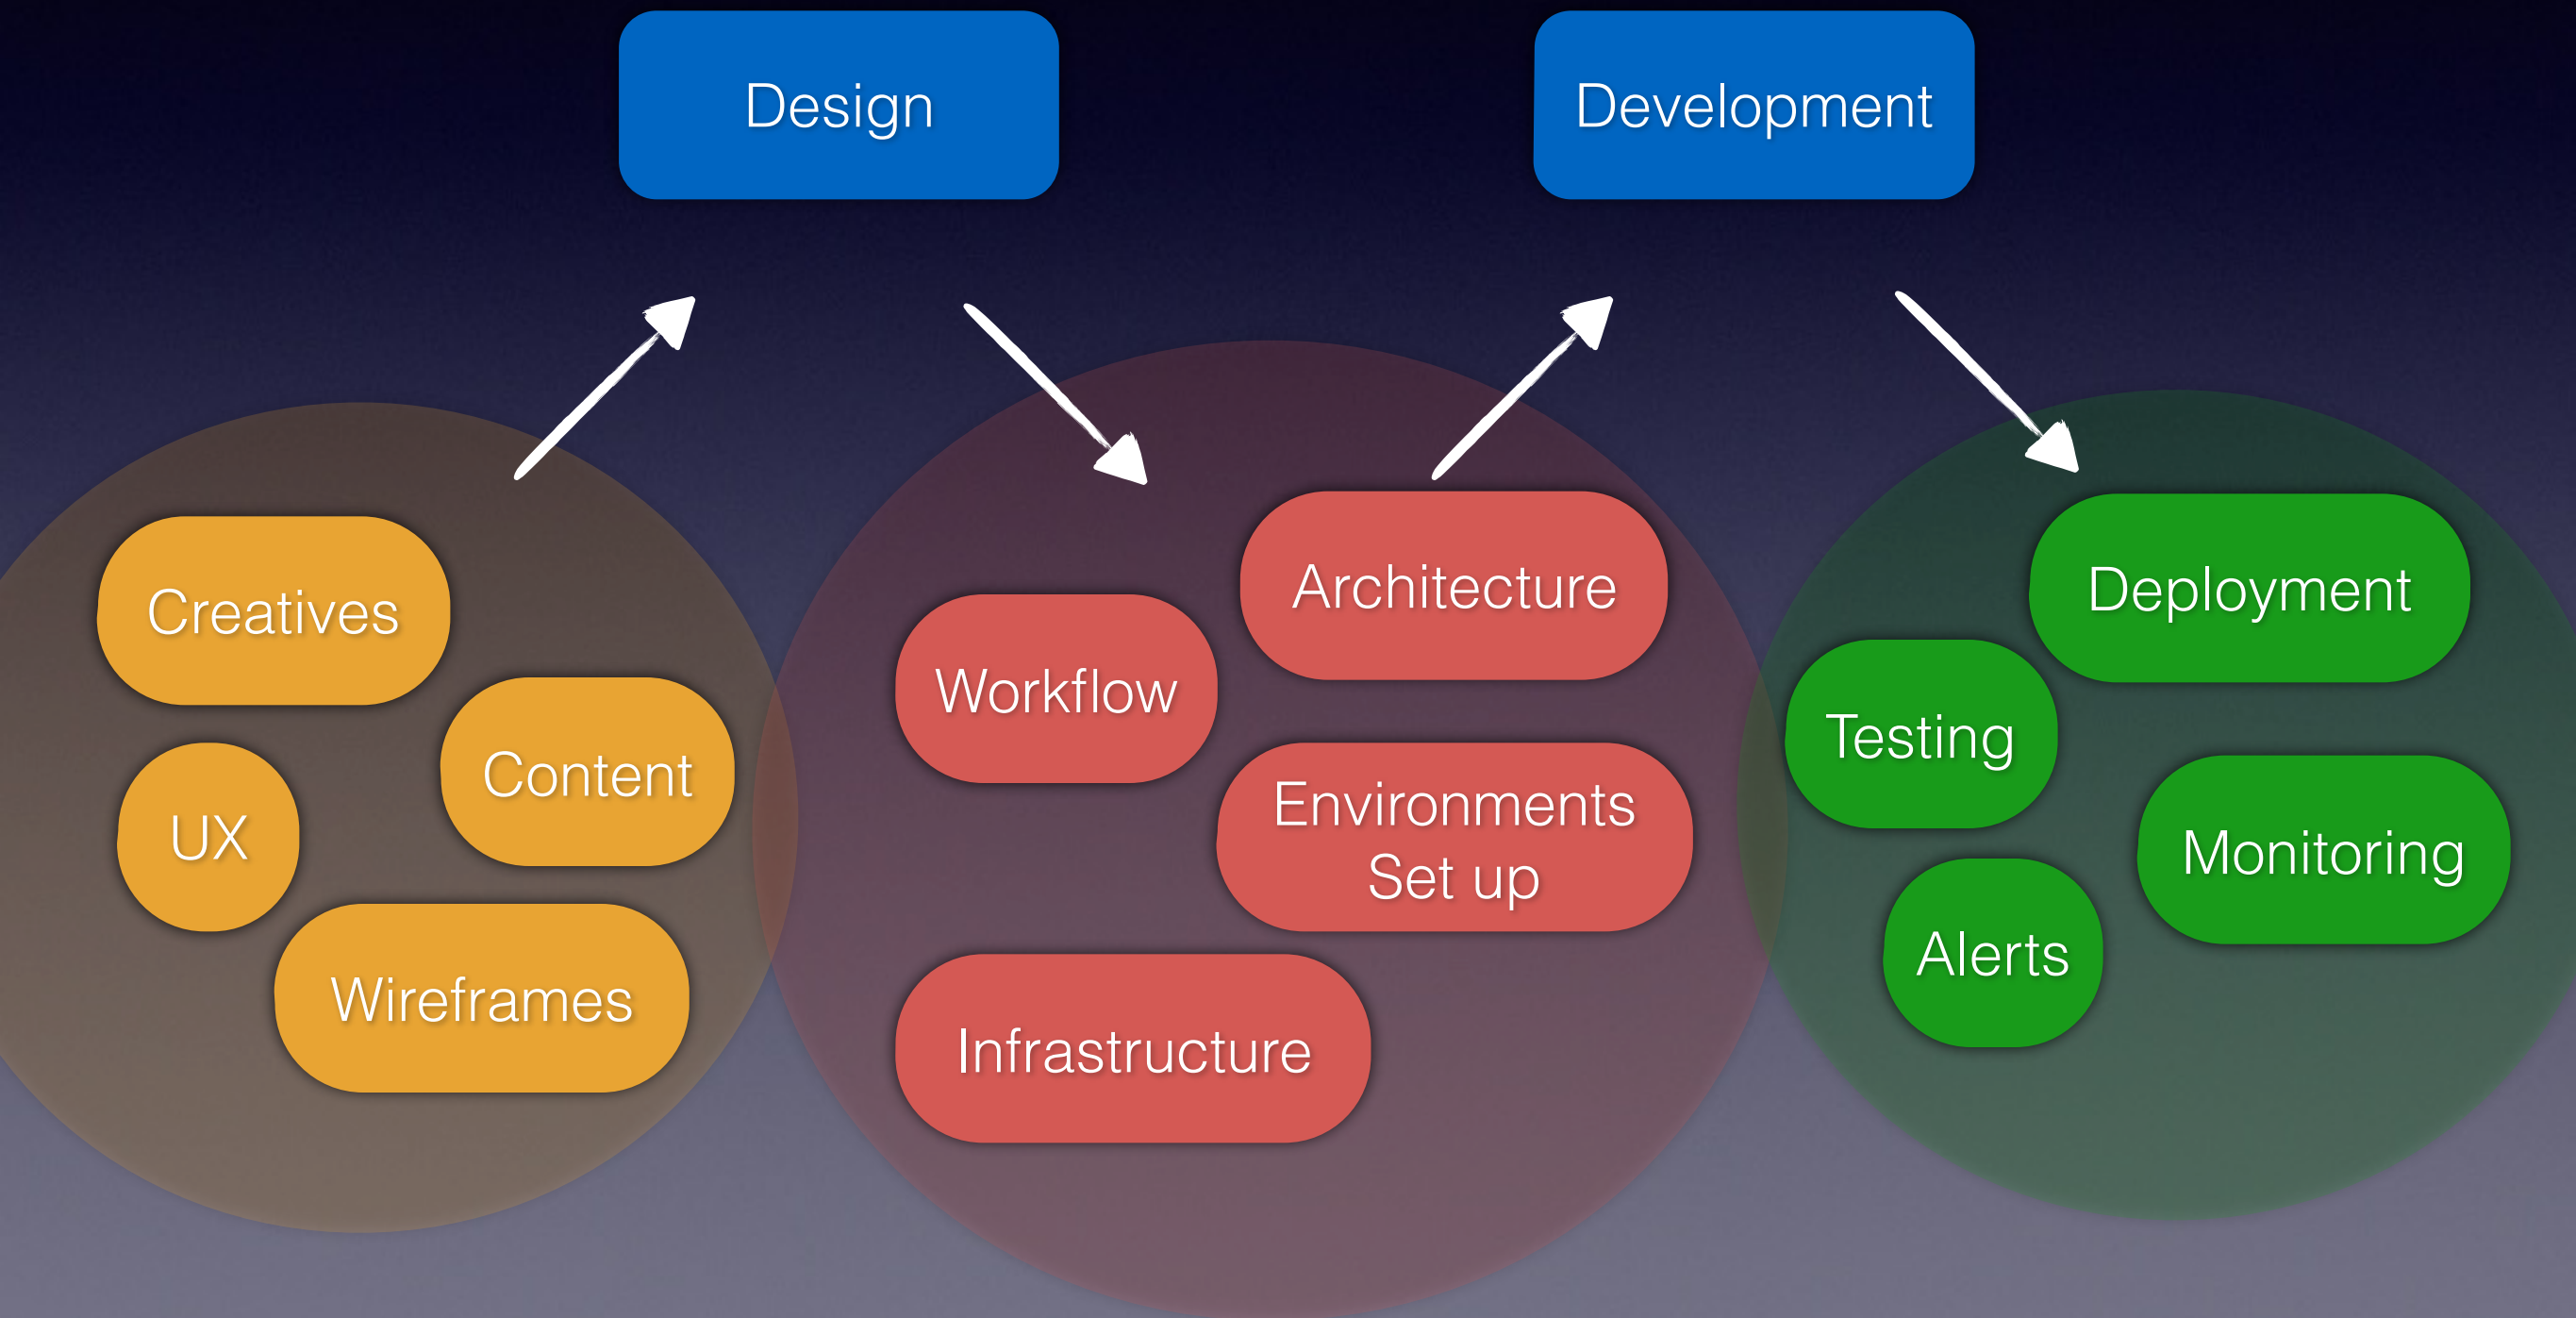 Design
Development
Creatives
Content
UX
Wireframes
Architecture
Workflow
Environments
Set up
Infrastructure
Deployment
Testing
Monitoring
Alerts